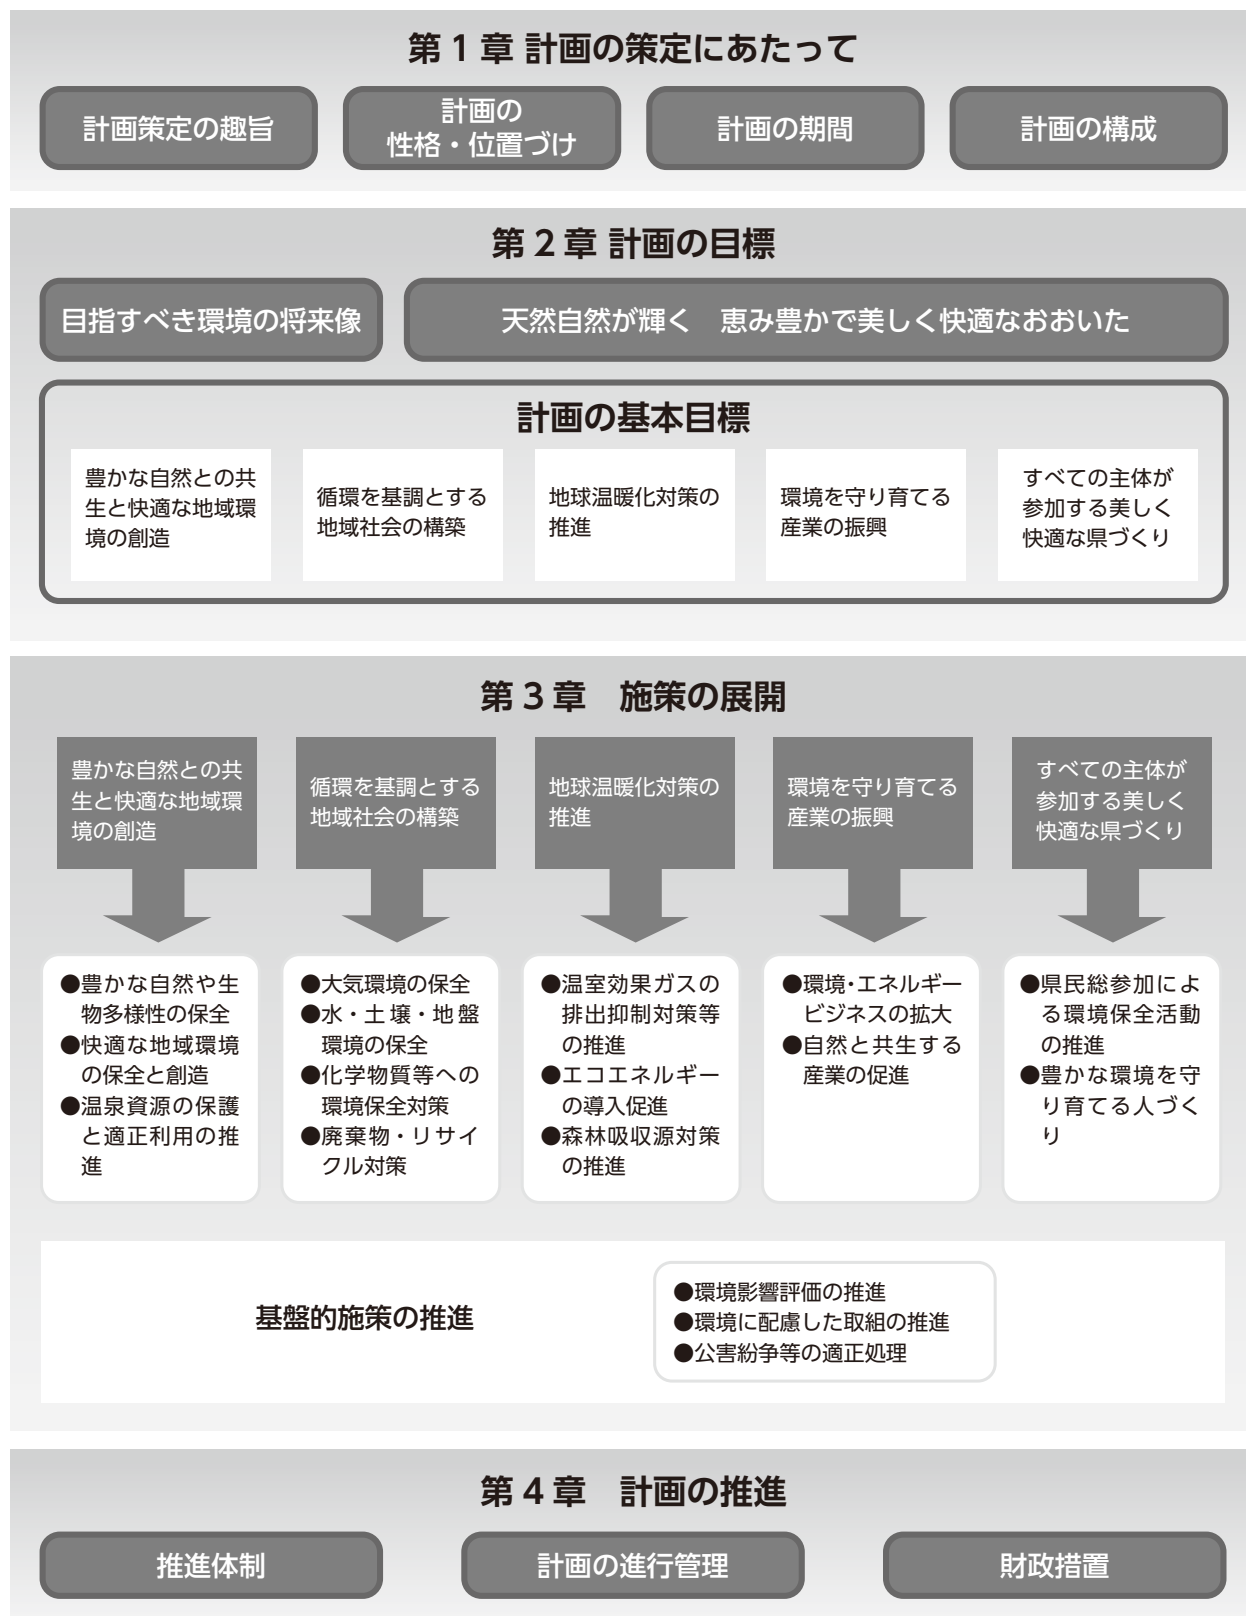 第 1 章 計画の策定にあたって
計画策定の趣旨
計画の
性格・位置づけ
計画の期間
計画の構成
第 2 章 計画の目標
目指すべき環境の将来像
天然自然が輝く　恵み豊かで美しく快適なおおいた
計画の基本目標
豊かな自然との共
生と快適な地域環
境の創造
循環を基調とする
地域社会の構築
地球温暖化対策の
推進
環境を守り育てる
産業の振興
すべての主体が
参加する美しく
快適な県づくり
第 3 章　施策の展開
豊かな自然との共
生と快適な地域環
境の創造
循環を基調とする
地域社会の構築
地球温暖化対策の
推進
環境を守り育てる
産業の振興
すべての主体が
参加する美しく
快適な県づくり
●豊かな自然や生
物多様性の保全
●快適な地域環境
の保全と創造
●温泉資源の保護
と適正利用の推
進
●大気環境の保全
●水・土壌・地盤
環境の保全
●化学物質等への
環境保全対策
●廃棄物・リサイ
クル対策
●温室効果ガスの
排出抑制対策等
の推進
●エコエネルギー
の導入促進
●森林吸収源対策
の推進
●環境・エネルギー
ビジネスの拡大
●自然と共生する
産業の促進
●県民総参加によ
る環境保全活動
の推進
●豊かな環境を守
り育てる人づく
り
基盤的施策の推進
●環境影響評価の推進
●環境に配慮した取組の推進
●公害紛争等の適正処理
第 4 章　計画の推進
推進体制
計画の進行管理
財政措置